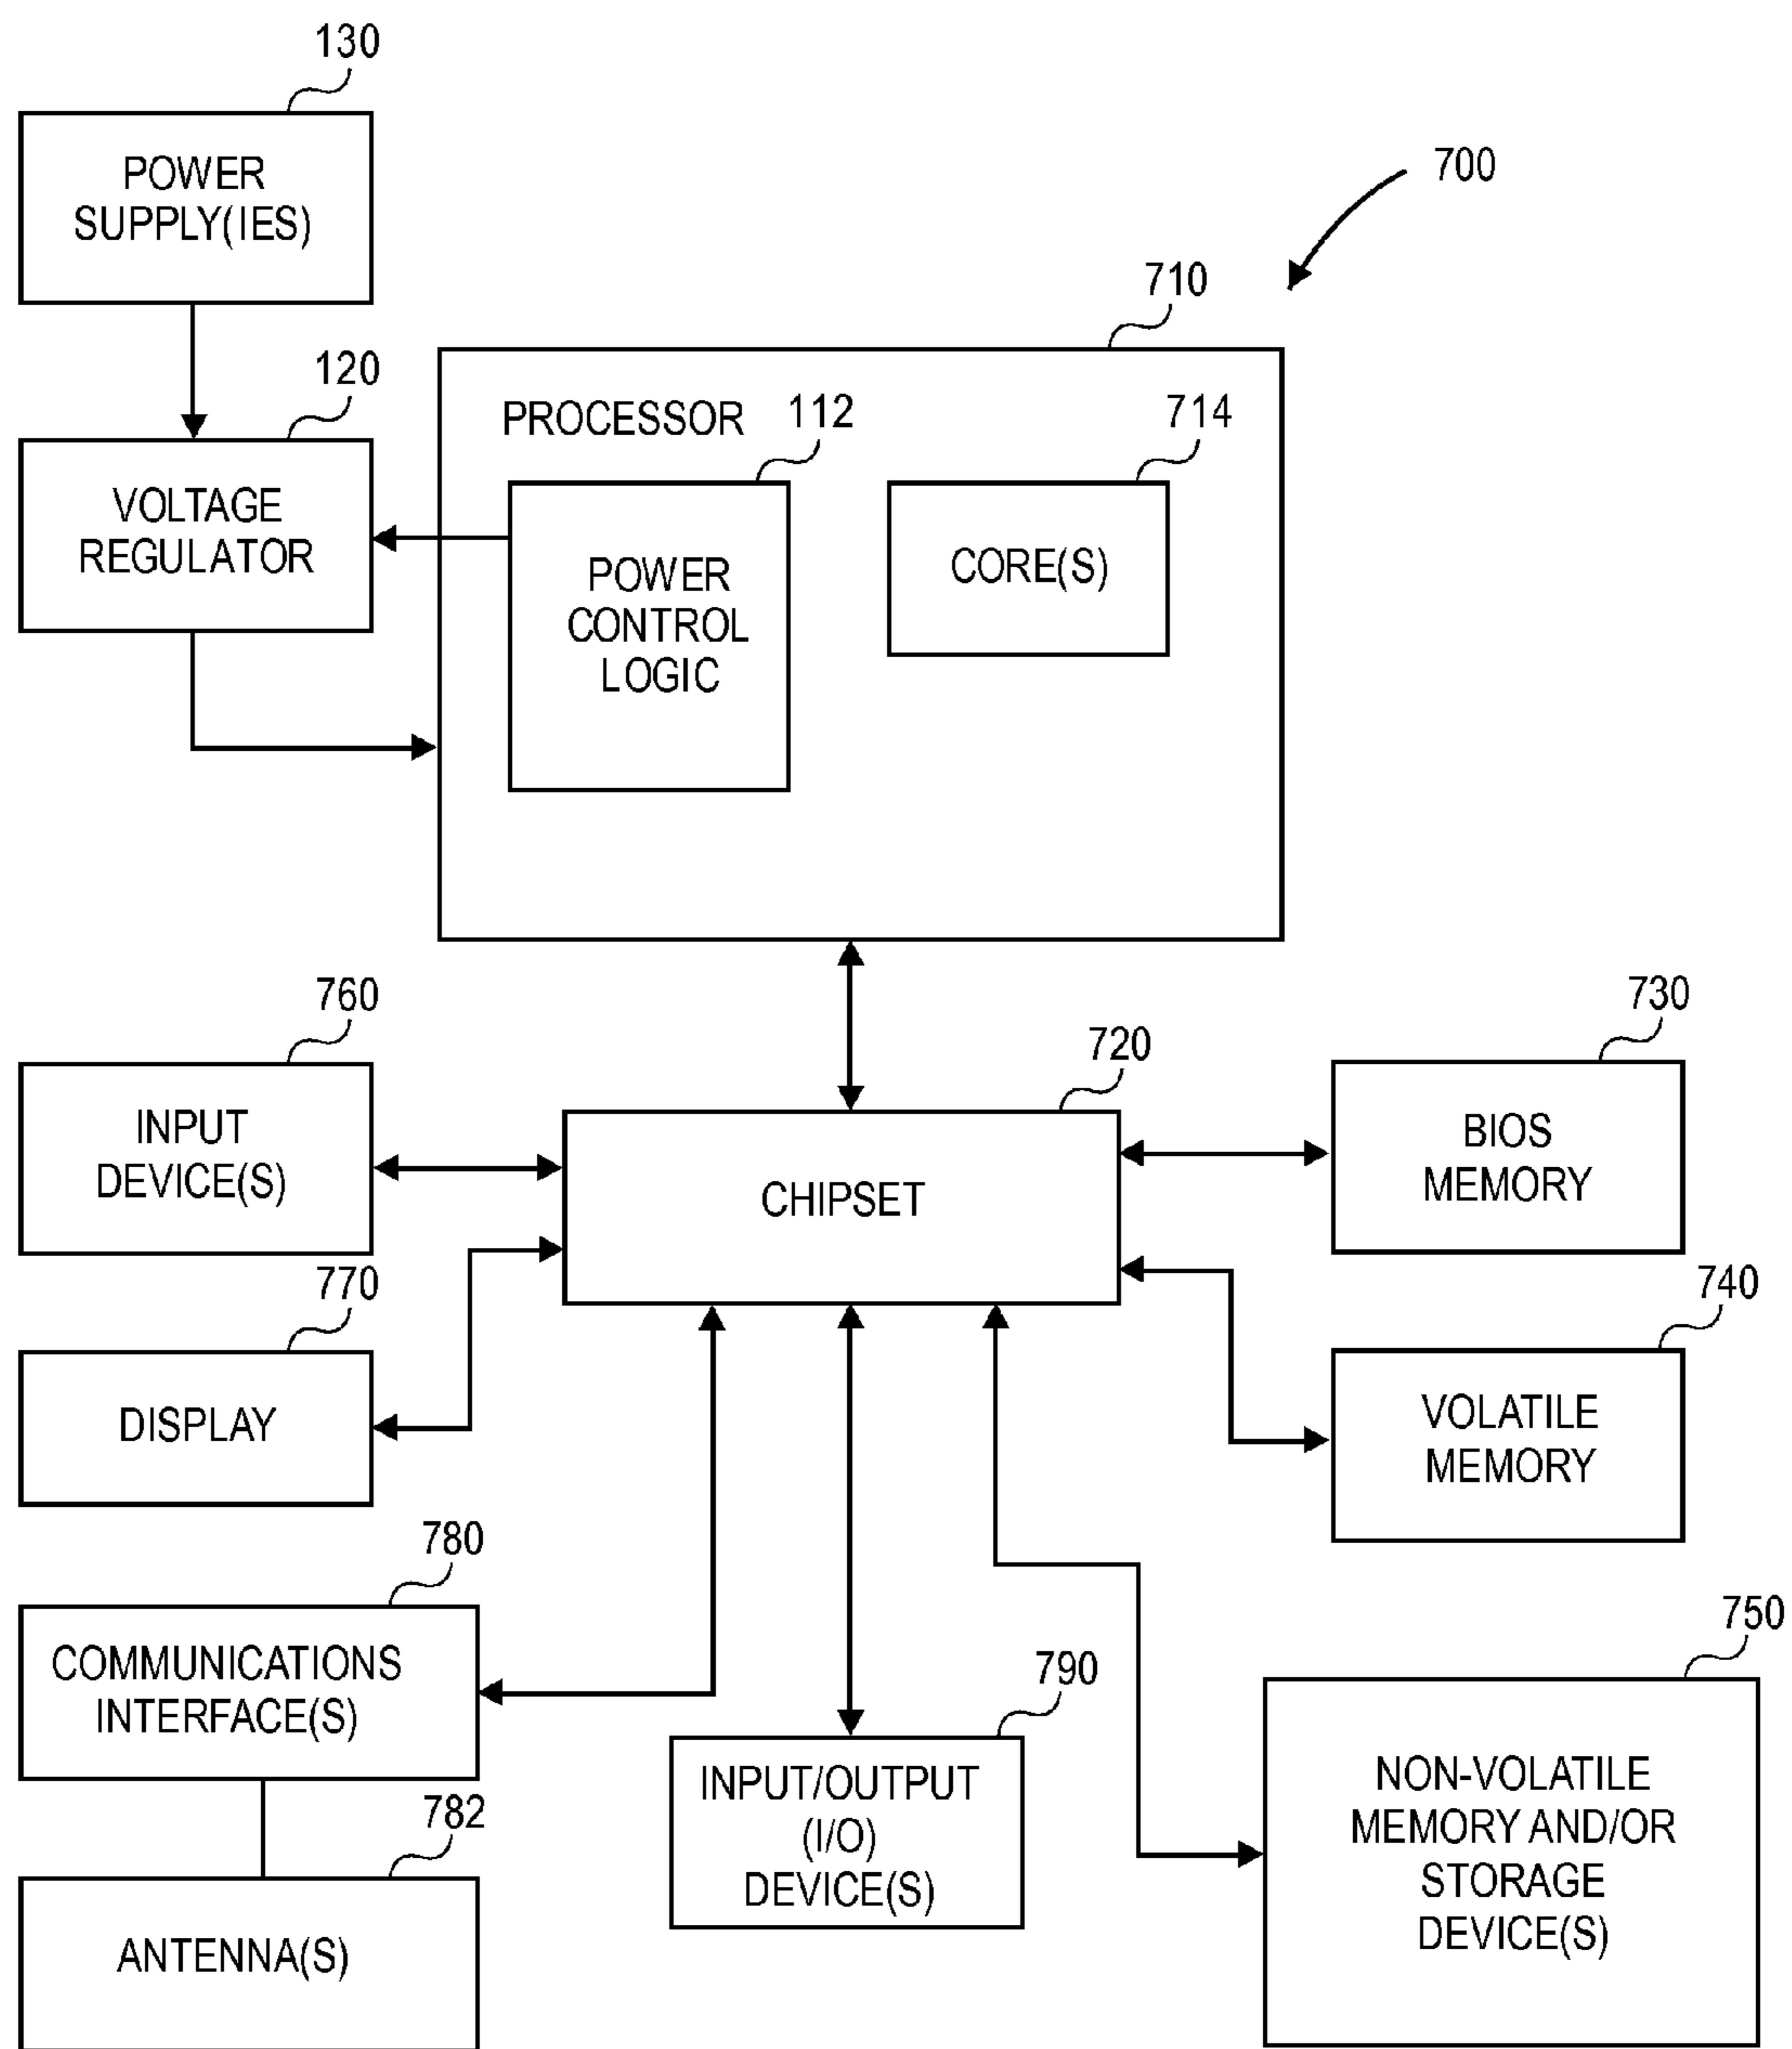 130
POWER
SUPPLY(IES)
700
710
120
VOLTAGE
REGULATOR
PROCESSOR
112
714
POWER
CONTROL
LOGIC
CORE(S)
760
INPUT
DEVICE(S)
720
CHIPSET
730
BIOS
MEMORY
770
DISPLAY
740
VOLATILE
MEMORY
780
COMMUNICATIONS
INTERFACE(S)
782
ANTENNA(S)
790
INPUT/OUTPUT
(I/O)
DEVICE(S)
750
NON-VOLATILE
MEMORY AND/OR
STORAGE
DEVICE(S)